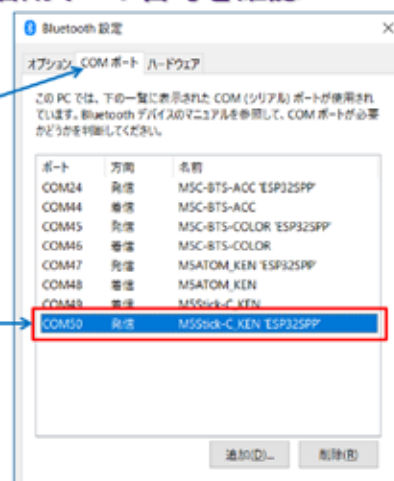 Bluetooth 設定
オプション COM ポート ハードウェア
この PC では、下の一覧に表示された COM (シリアル) ポートが使用され
ています。Bluetooth デバイスのマニュアルを参照して、COM ポートが必要
かどうかを判断してください。
ポート 方向 名前
COM24 発信 MSC-BTS-ACC 'ESP32SPP'
COM44 着信 MSC-BTS-ACC
COM45 発信 MSC-BTS-COLOR 'ESP32SPP'
COM46 着信 MSC-BTS-COLOR
COM47 発信 M5ATOM_KEN 'ESP32SPP'
COM48 着信 M5ATOM_KEN
COM49 着信 M5Stick-C_KEN
COM50 発信 M5Stick-C_KEN 'ESP32SPP'
追加(D)... 削除(R)